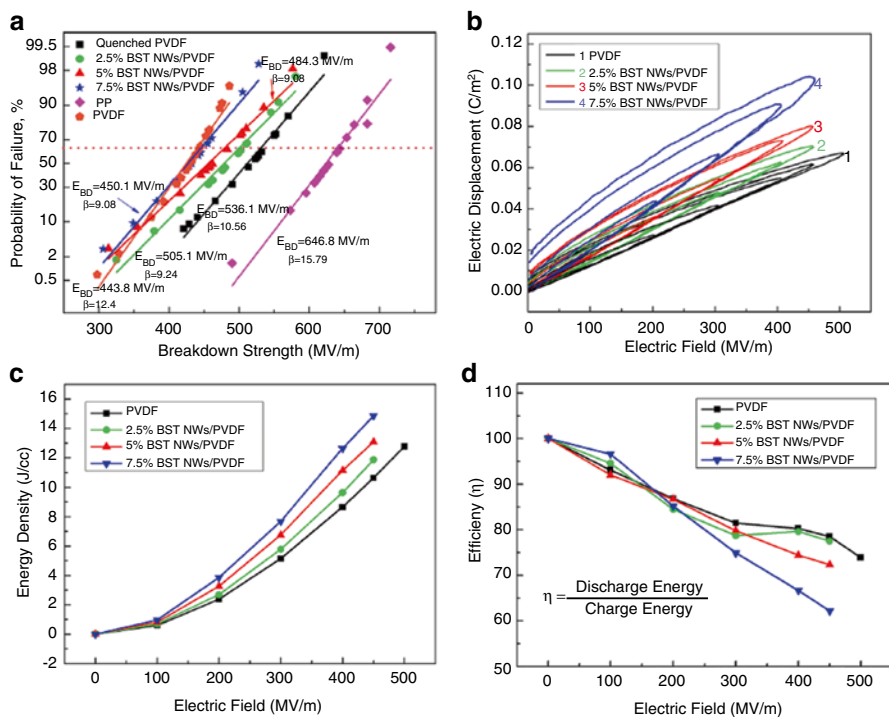 a
99.5
98
90
70
50
30
10
2
0.5
Probability of Failure, %
Quenched PVDF
2.5% BST NWs/PVDF
5% BST NWs/PVDF
7.5% BST NWs/PVDF
PP
PVDF
E_BD=484.3 MV/m
β=9.08
E_BD=450.1 MV/m
β=9.08
E_BD=536.1 MV/m
β=10.56
E_BD=646.8 MV/m
β=15.79
E_BD=505.1 MV/m
β=9.24
E_BD=443.8 MV/m
β=12.4
300 400 500 600 700
Breakdown Strength (MV/m)
b
0.12
0.10
0.08
0.06
0.04
0.02
0.00
Electric Displacement (C/m²)
1 PVDF
2 2.5% BST NWs/PVDF
3 5% BST NWs/PVDF
4 7.5% BST NWs/PVDF
4
3
2
1
0 100 200 300 400 500
Electric Field (MV/m)
c
16
14
12
10
8
6
4
2
0
-2
Energy Density (J/cc)
PVDF
2.5% BST NWs/PVDF
5% BST NWs/PVDF
7.5% BST NWs/PVDF
0 100 200 300 400 500
Electric Field (MV/m)
d
110
100
90
80
70
60
50
Efficieny (η)
PVDF
2.5% BST NWs/PVDF
5% BST NWs/PVDF
7.5% BST NWs/PVDF
η = Discharge Energy
Charge Energy
0 100 200 300 400 500
Electric Field (MV/m)